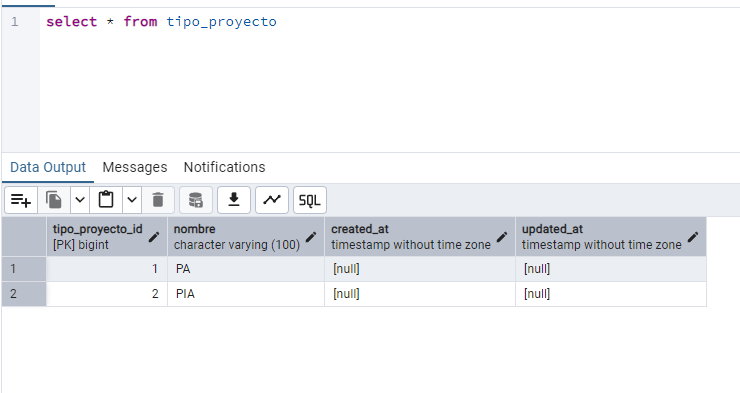 1 select * from tipo_proyecto
Data Output Messages Notifications
SQL
tipo_proyecto_id nombre created_at updated_at
[PK] bigint character varying (100) timestamp without time zone timestamp without time zone
1 1 PA [null] [null]
2 2 PIA [null] [null]